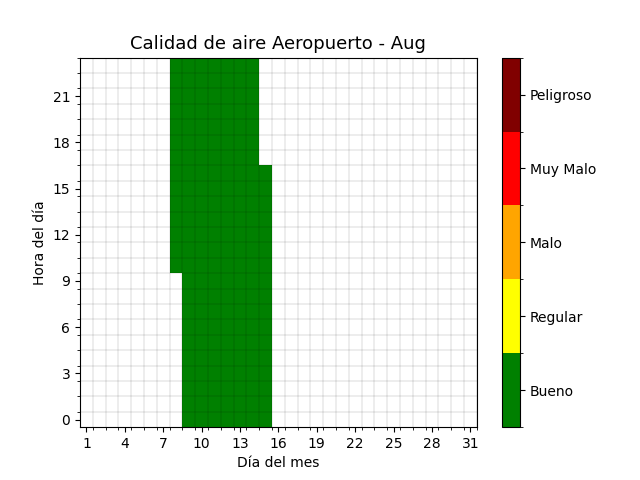 Calidad de aire Aeropuerto - Aug
Hora del día
21
18
15
12
9
6
3
0
1 4 7 10 13 16 19 22 25 28 31
Día del mes
Peligroso
Muy Malo
Malo
Regular
Bueno